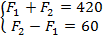 F₁ + F₂ = 420
F₂ − F₁ = 60